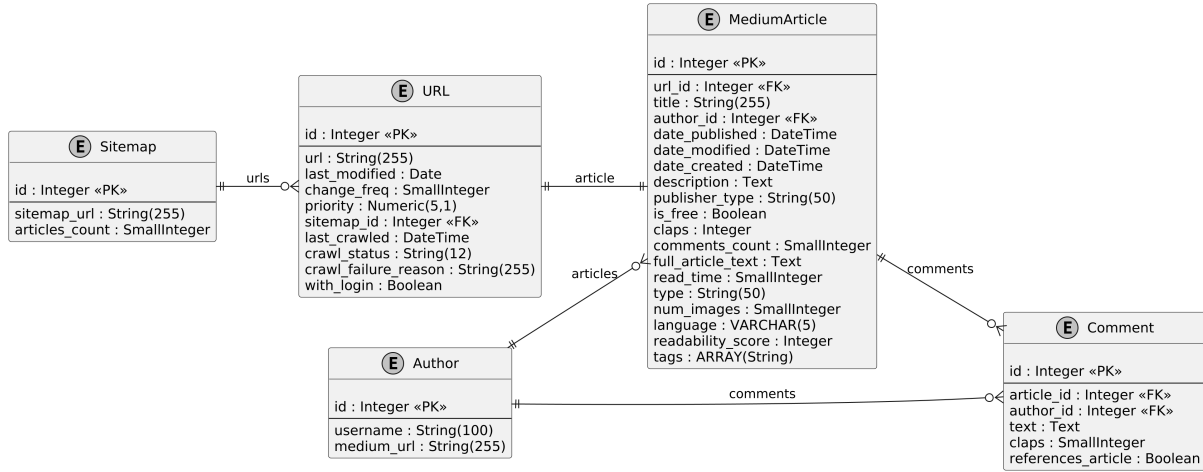 E Sitemap
id : Integer «PK»
sitemap_url : String(255)
articles_count : SmallInteger
urls
E URL
id : Integer «PK»
url : String(255)
last_modified : Date
change_freq : SmallInteger
priority : Numeric(5,1)
sitemap_id : Integer «FK»
last_crawled : DateTime
crawl_status : String(12)
crawl_failure_reason : String(255)
with_login : Boolean
article
E MediumArticle
id : Integer «PK»
url_id : Integer «FK»
title : String(255)
author_id : Integer «FK»
date_published : DateTime
date_modified : DateTime
date_created : DateTime
description : Text
publisher_type : String(50)
is_free : Boolean
claps : Integer
comments_count : SmallInteger
full_article_text : Text
read_time : SmallInteger
type : String(50)
num_images : SmallInteger
language : VARCHAR(5)
readability_score : Integer
tags : ARRAY(String)
articles
comments
E Author
id : Integer «PK»
username : String(100)
medium_url : String(255)
comments
E Comment
id : Integer «PK»
article_id : Integer «FK»
author_id : Integer «FK»
text : Text
claps : SmallInteger
references_article : Boolean